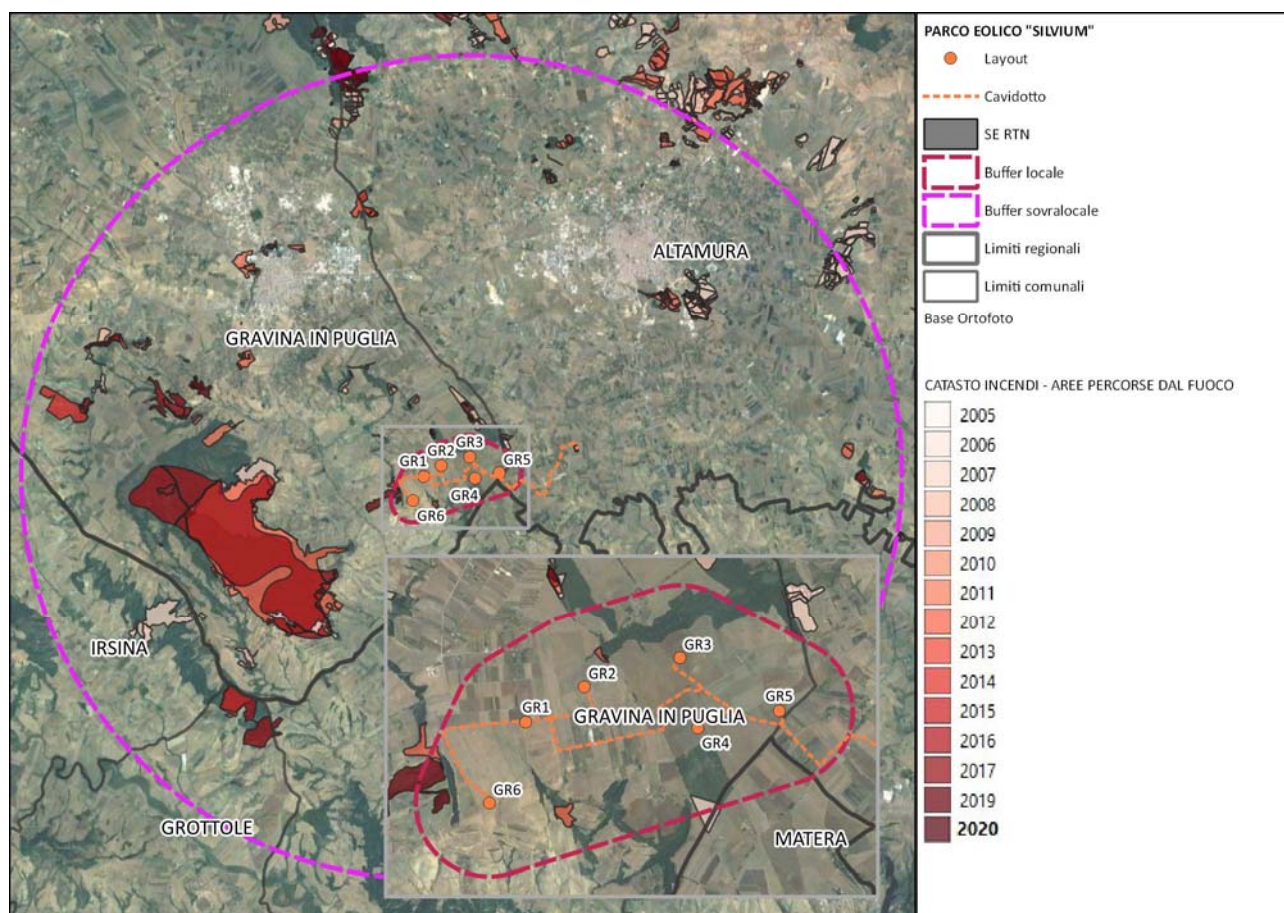 ALTAMURA
GRAVINA IN PUGLIA
GR3
GR2
GR1
GR5
GR4
GR6
IRSINA
GROTTOLE
GR3
GR2
GR5
GR1
GRAVINA IN PUGLIA
GR4
GR6
MATERA
PARCO EOLICO "SILVIUM"
Layout
Cavidotto
SE RTN
Buffer locale
Buffer sovralocale
Limiti regionali
Limiti comunali
Base Ortofoto
CATASTO INCENDI - AREE PERCORSE DAL FUOCO
2005
2006
2007
2008
2009
2010
2011
2012
2013
2014
2015
2016
2017
2019
2020